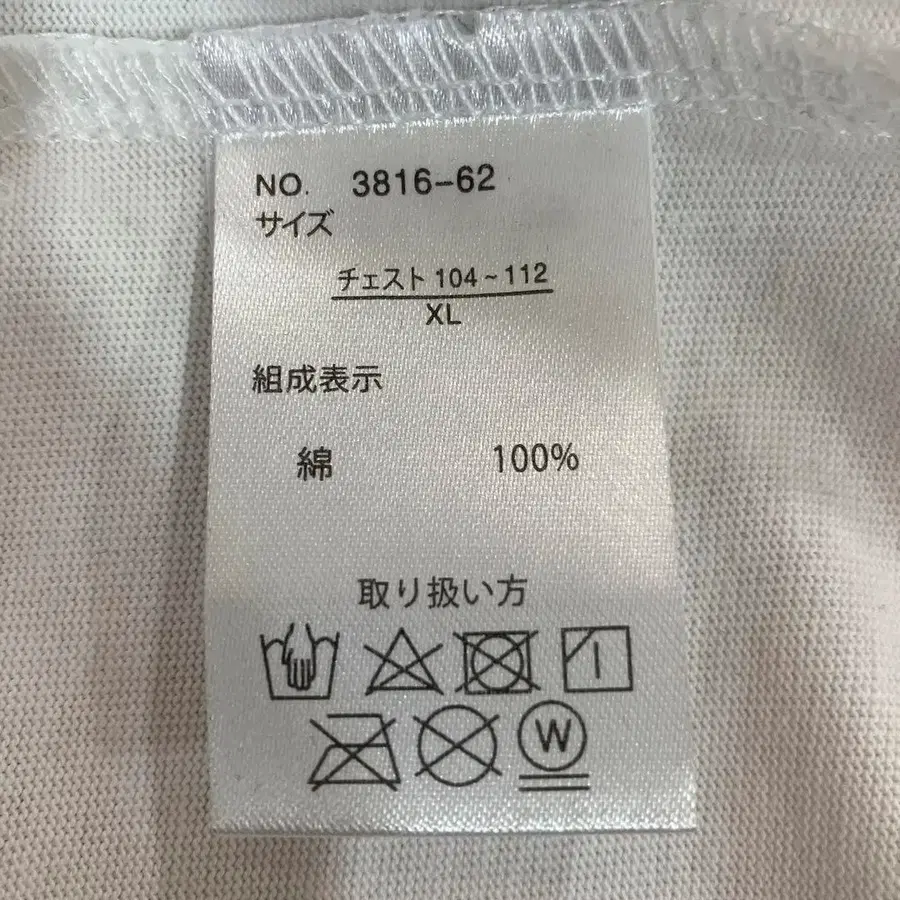 NO. 3816-62
サイズ
チェスト 104~112
XL
組成表示
綿 100%
取り扱い方
W